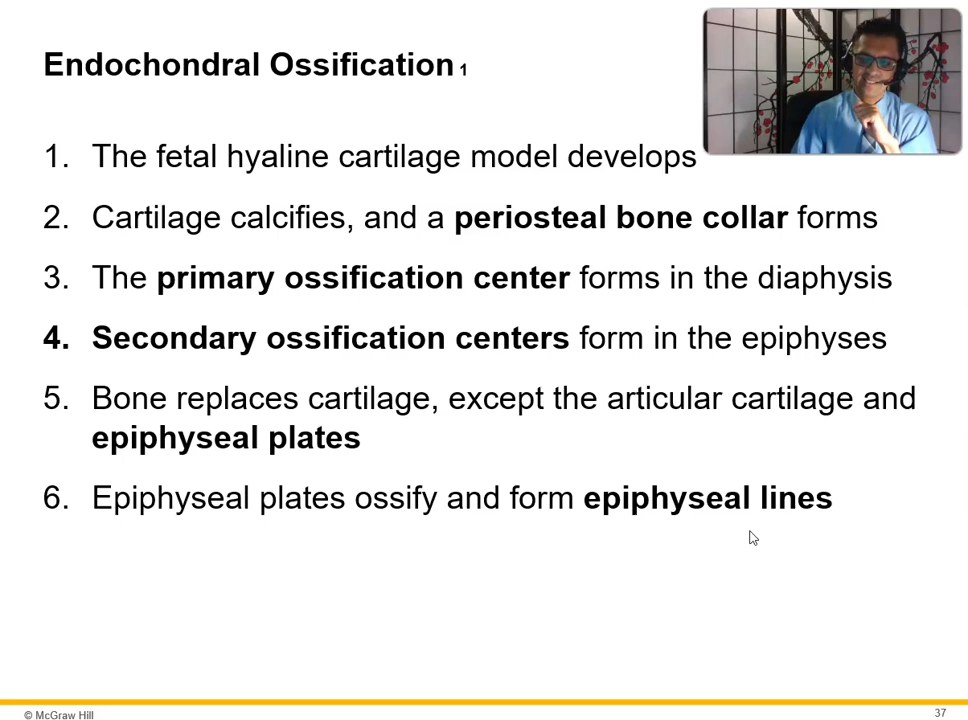 Endochondral Ossification 1
1. The fetal hyaline cartilage model develops
2. Cartilage calcifies, and a periosteal bone collar forms
3. The primary ossification center forms in the diaphysis
4. Secondary ossification centers form in the epiphyses
5. Bone replaces cartilage, except the articular cartilage and
epiphyseal plates
6. Epiphyseal plates ossify and form epiphyseal lines
© McGraw Hill
37